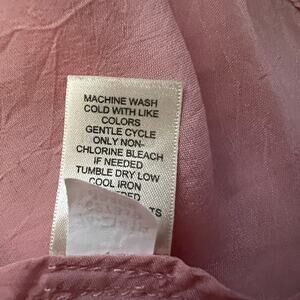 MACHINE WASH
COLD WITH LIKE
COLORS
GENTLE CYCLE
ONLY NON-
CHLORINE BLEACH
IF NEEDED
TUMBLE DRY LOW
COOL IRON